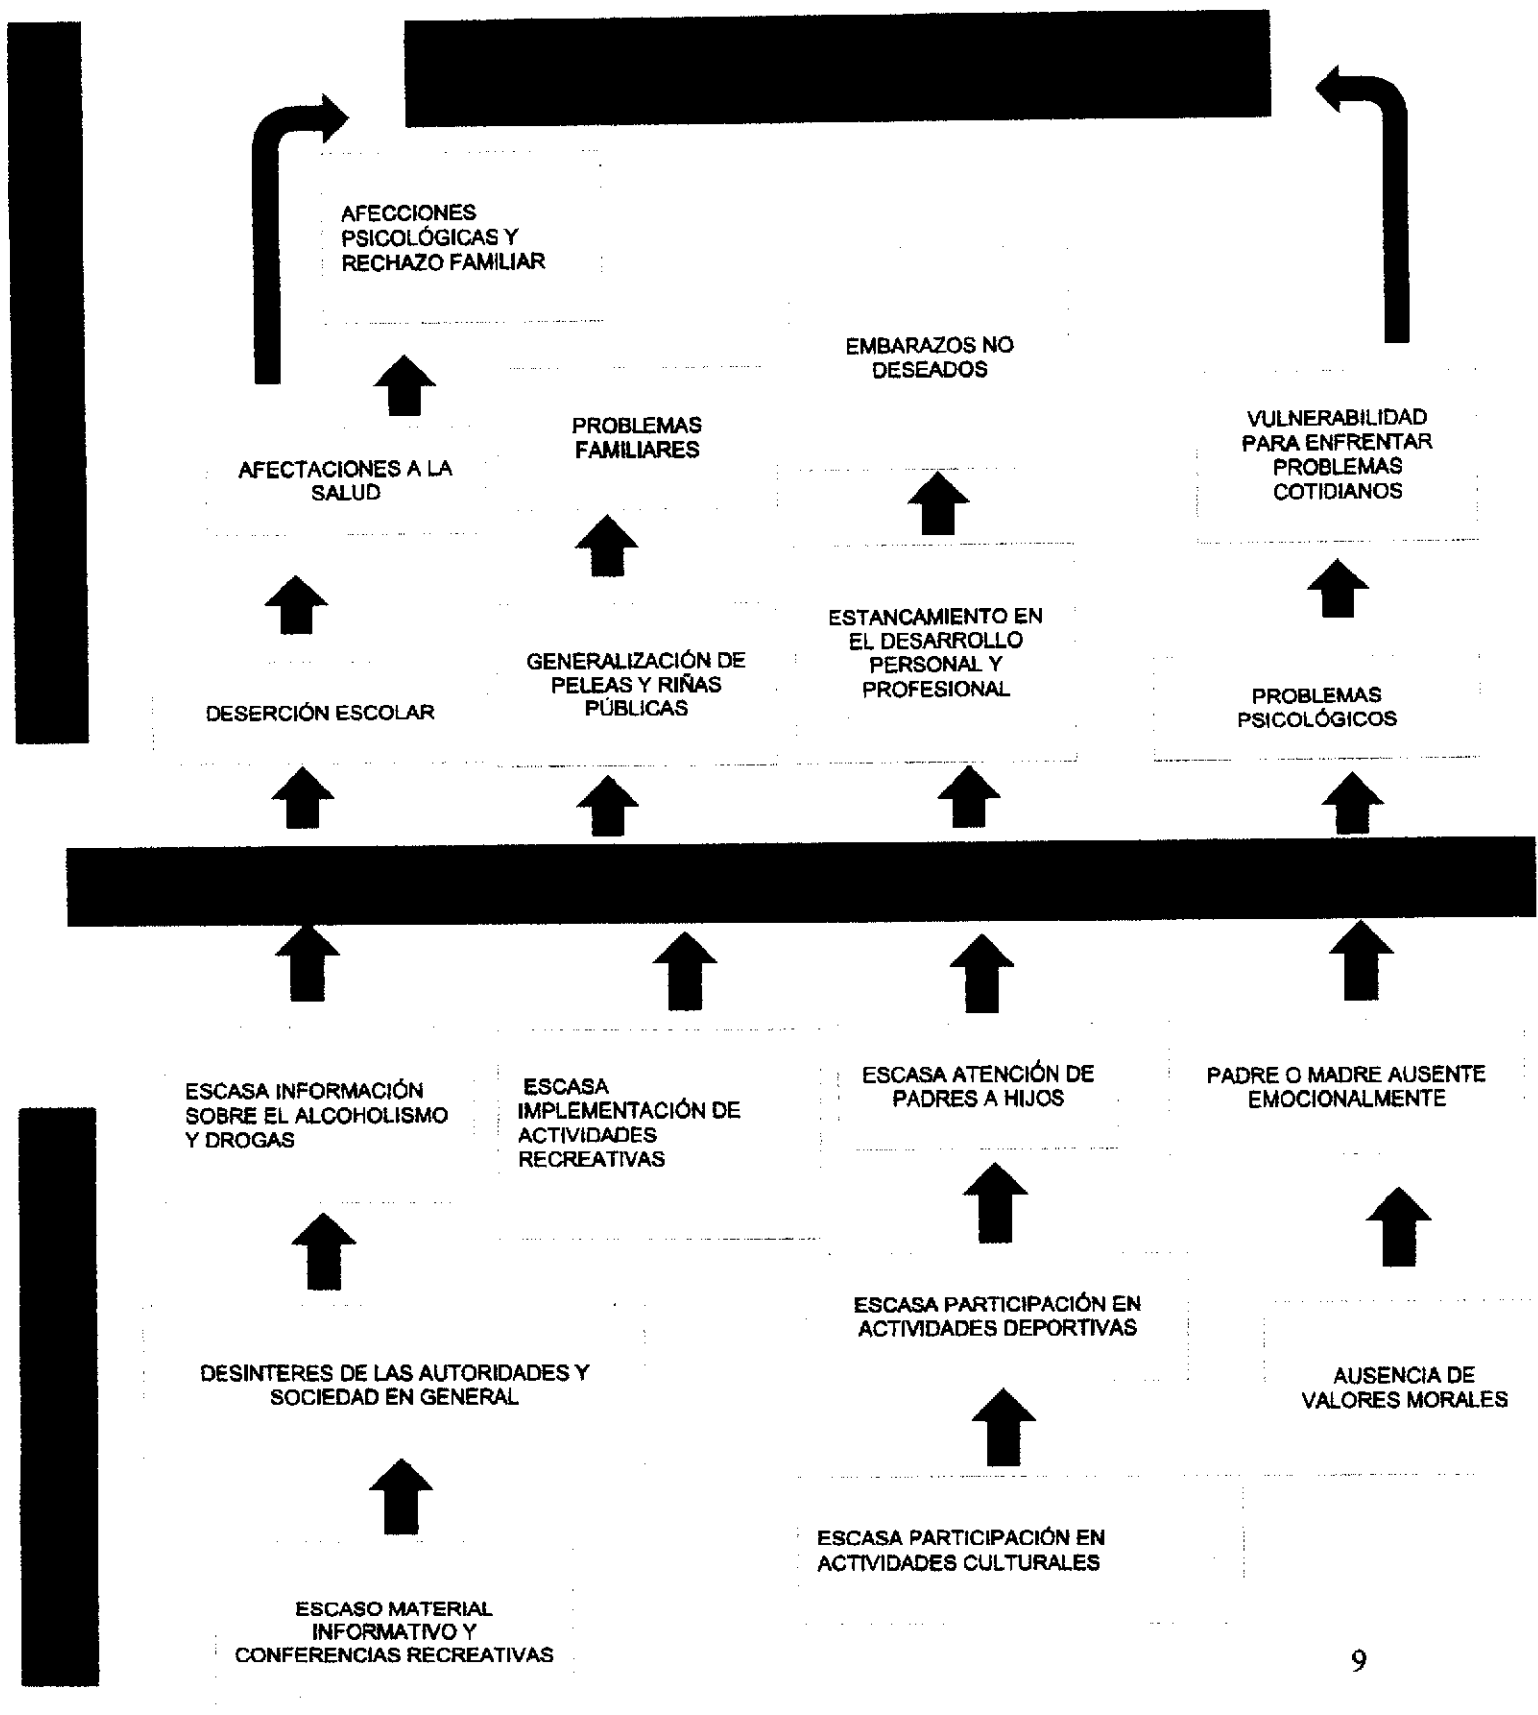 AFECCIONES
PSICOLÓGICAS Y
RECHAZO FAMILIAR
EMBARAZOS NO
DESEADOS
PROBLEMAS
FAMILIARES
VULNERABILIDAD
PARA ENFRENTAR
PROBLEMAS
COTIDIANOS
AFECTACIONES A LA
SALUD
ESTANCAMIENTO EN
EL DESARROLLO
PERSONAL Y
PROFESIONAL
GENERALIZACIÓN DE
PELEAS Y RIÑAS
PÚBLICAS
DESERCIÓN ESCOLAR
PROBLEMAS
PSICOLÓGICOS
ESCASA INFORMACIÓN
SOBRE EL ALCOHOLISMO
Y DROGAS
ESCASA
IMPLEMENTACIÓN DE
ACTIVIDADES
RECREATIVAS
ESCASA ATENCIÓN DE
PADRES A HIJOS
PADRE O MADRE AUSENTE
EMOCIONALMENTE
DESINTERES DE LAS AUTORIDADES Y
SOCIEDAD EN GENERAL
ESCASA PARTICIPACIÓN EN
ACTIVIDADES DEPORTIVAS
AUSENCIA DE
VALORES MORALES
ESCASO MATERIAL
INFORMATIVO Y
CONFERENCIAS RECREATIVAS
ESCASA PARTICIPACIÓN EN
ACTIVIDADES CULTURALES
9